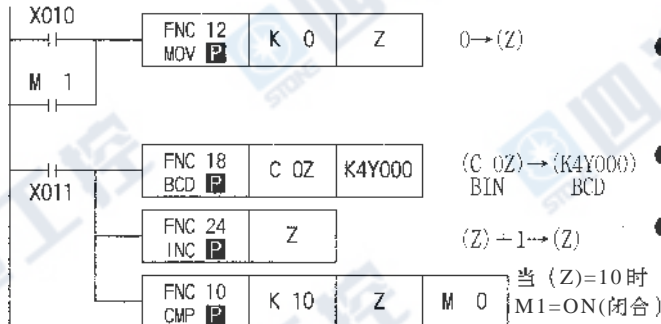 X010
FNC 12
MOV P K 0 Z 0→(Z)
M 1
X011
FNC 18
BCD P C 0Z K4Y000 (C 0Z)→(K4Y000)
BIN BCD
FNC 24
INC P Z (Z)+1→(Z)
FNC 10
CMP P K 10 Z M 0
当 (Z)=10时
M1=ON(闭合)
STONS